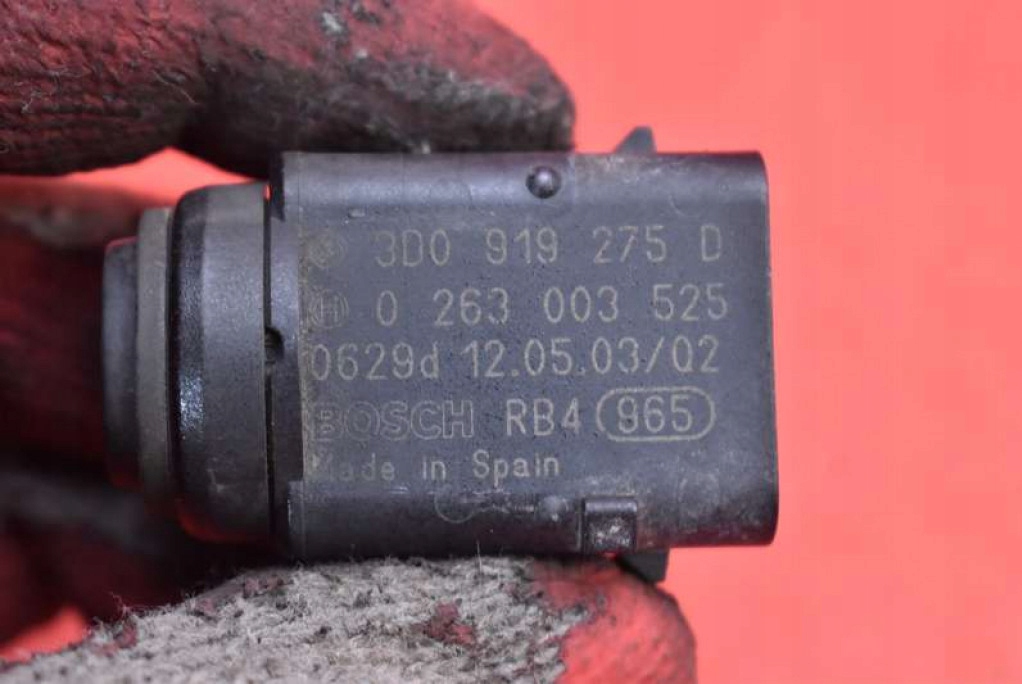 3D0 919 275 D
H 0 263 003 525
0629d 12.05.03/Q2
BOSCH RB4 965
Made in Spain